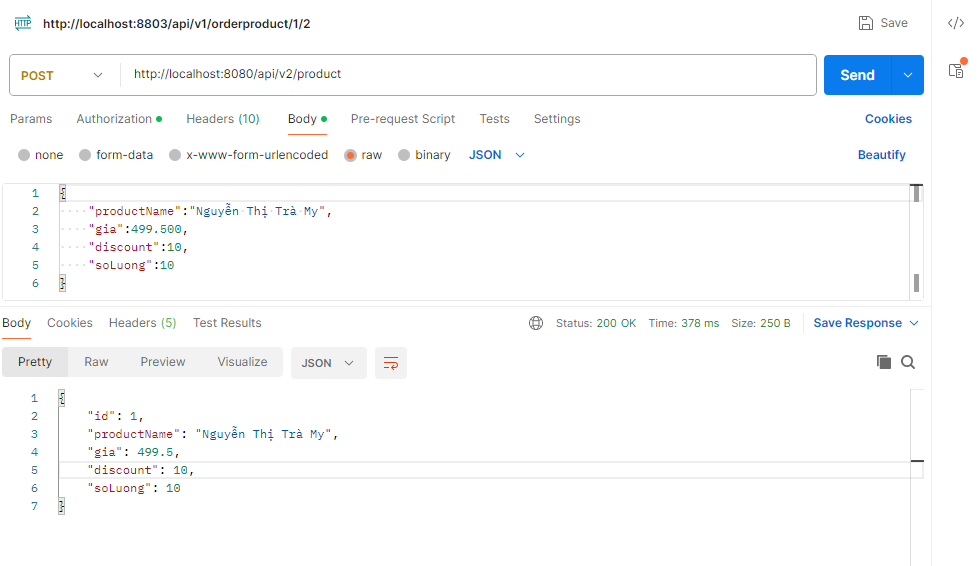 HTTP http://localhost:8803/api/v1/orderproduct/1/2 Save
POST http://localhost:8080/api/v2/product Send
Params Authorization Headers (10) Body Pre-request Script Tests Settings Cookies
none form-data x-www-form-urlencoded raw binary JSON Beautify
1 {
2 ····"productName":"Nguyễn·Thị·Trà·My",
3 ····"gia":499.500,
4 ····"discount":10,
5 ····"soLuong":10
6 }
Body Cookies Headers (5) Test Results Status: 200 OK Time: 378 ms Size: 250 B Save Response
Pretty Raw Preview Visualize JSON
1 {
2 "id": 1,
3 "productName": "Nguyễn Thị Trà My",
4 "gia": 499.5,
5 "discount": 10,
6 "soLuong": 10
7 }